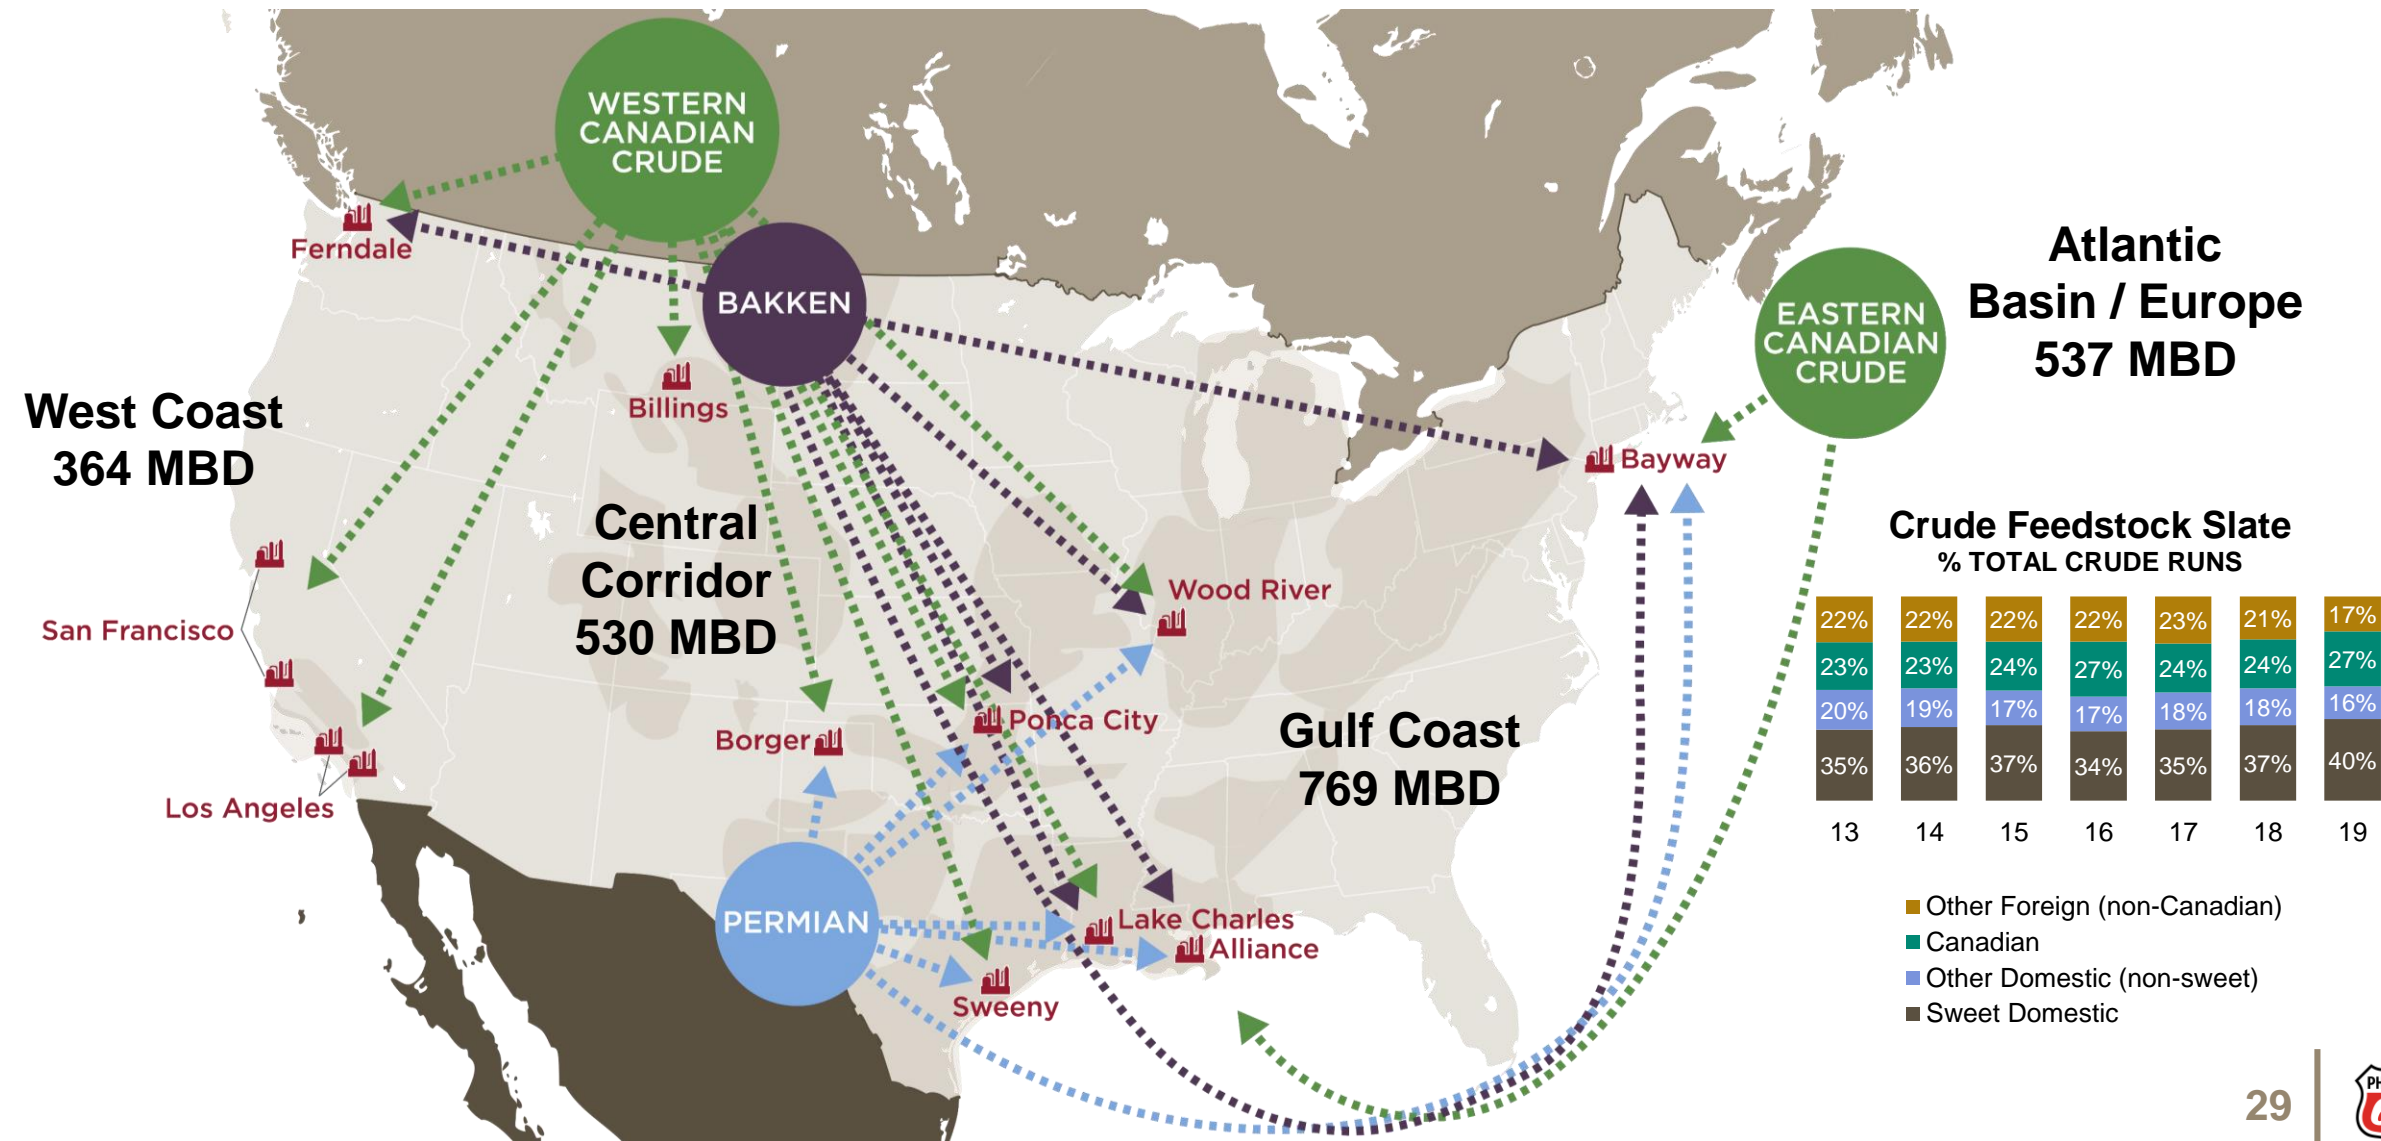 WESTERN
CANADIAN
CRUDE
Ferndale
BAKKEN
Billings
West Coast
364 MBD
Central
Corridor
530 MBD
San Francisco
Los Angeles
Borger
Ponca City
Wood River
PERMIAN
Lake Charles
Alliance
Sweeny
Gulf Coast
769 MBD
Bayway
EASTERN
CANADIAN
CRUDE
Atlantic
Basin / Europe
537 MBD
Crude Feedstock Slate
% TOTAL CRUDE RUNS
22% 22% 22% 22% 23% 21% 17%
23% 23% 24% 27% 24% 24% 27%
20% 19% 17% 17% 18% 18% 16%
35% 36% 37% 34% 35% 37% 40%
13 14 15 16 17 18 19
Other Foreign (non-Canadian)
Canadian
Other Domestic (non-sweet)
Sweet Domestic
29